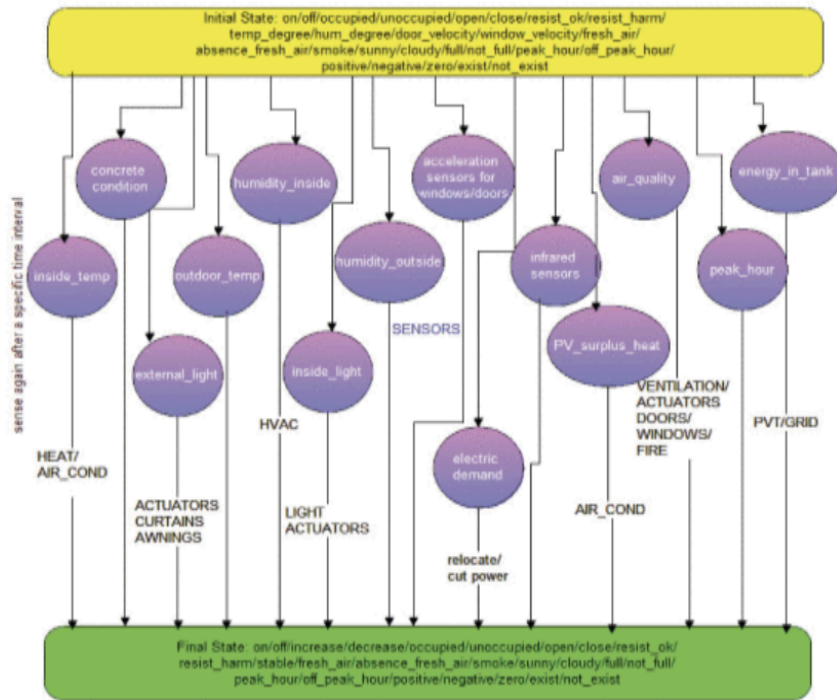 Initial State: on/off/occupied/unoccupied/open/close/resist_ok/resist_harm/
temp_degree/hum_degree/door_velocity/window_velocity/fresh_air/
absence_fresh_air/smoke/sunny/cloudy/full/not_full/peak_hour/off_peak_hour/
positive/negative/zero/exist/not_exist
concrete
condition
humidity_inside
acceleration
sensors for
windows/doors
air_quality
energy_in_tank
inside_temp
outdoor_temp
humidity_outside
infrared
sensors
peak_hour
sense again after a specific time interval
SENSORS
external_light
inside_light
PV_surplus_heat
VENTILATION/
ACTUATORS
DOORS/
WINDOWS/
FIRE
HVAC
PVT/GRID
HEAT/
AIR_COND
electric
demand
ACTUATORS
CURTAINS
AWNINGS
LIGHT
ACTUATORS
AIR_COND
relocate/
cut power
Final State: on/off/increase/decrease/occupied/unoccupied/open/close/resist_ok/
resist_harm/stable/fresh_air/absence_fresh_air/smoke/sunny/cloudy/full/not_full/
peak_hour/off_peak_hour/positive/negative/zero/exist/not_exist